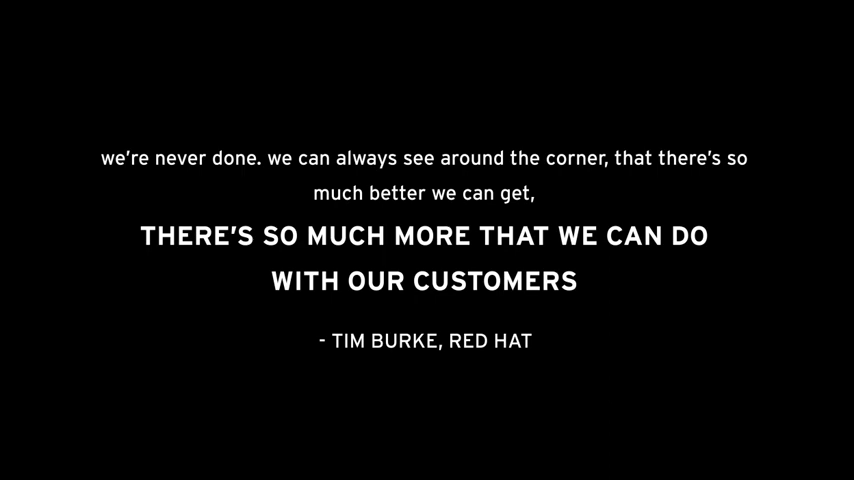 we're never done. we can always see around the corner, that there's so
much better we can get,
THERE'S SO MUCH MORE THAT WE CAN DO
WITH OUR CUSTOMERS
- TIM BURKE, RED HAT